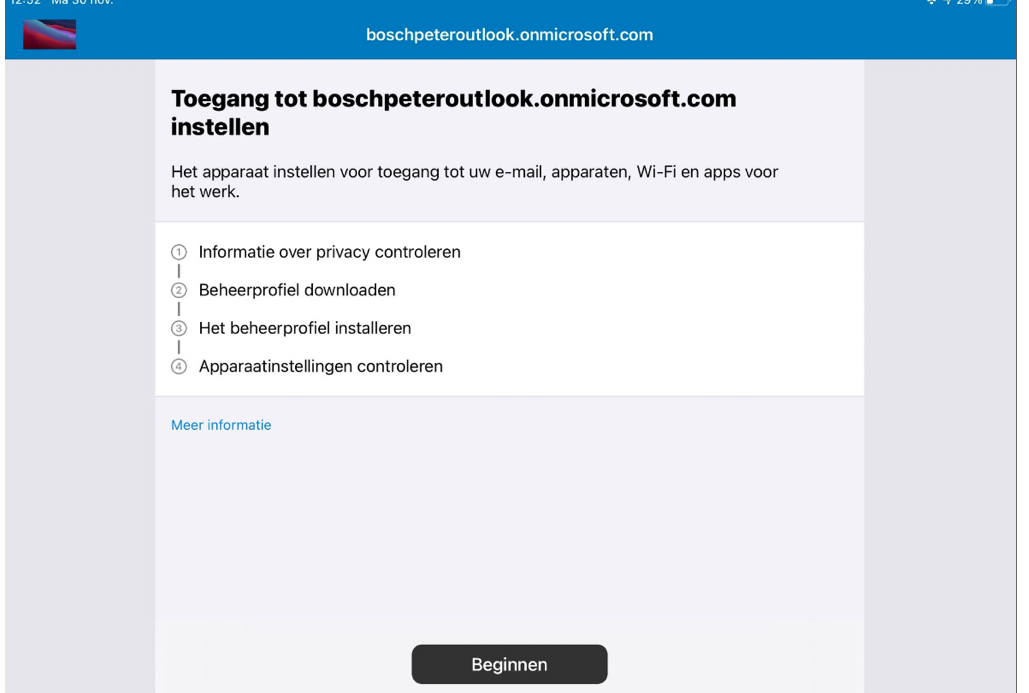 12:52 Ma 30 nov.
29%
boschpeteroutlook.onmicrosoft.com
Toegang tot boschpeteroutlook.onmicrosoft.com
instellen
Het apparaat instellen voor toegang tot uw e-mail, apparaten, Wi-Fi en apps voor
het werk.
1 Informatie over privacy controleren
2 Beheerprofiel downloaden
3 Het beheerprofiel installeren
4 Apparaatinstellingen controleren
Meer informatie
Beginnen